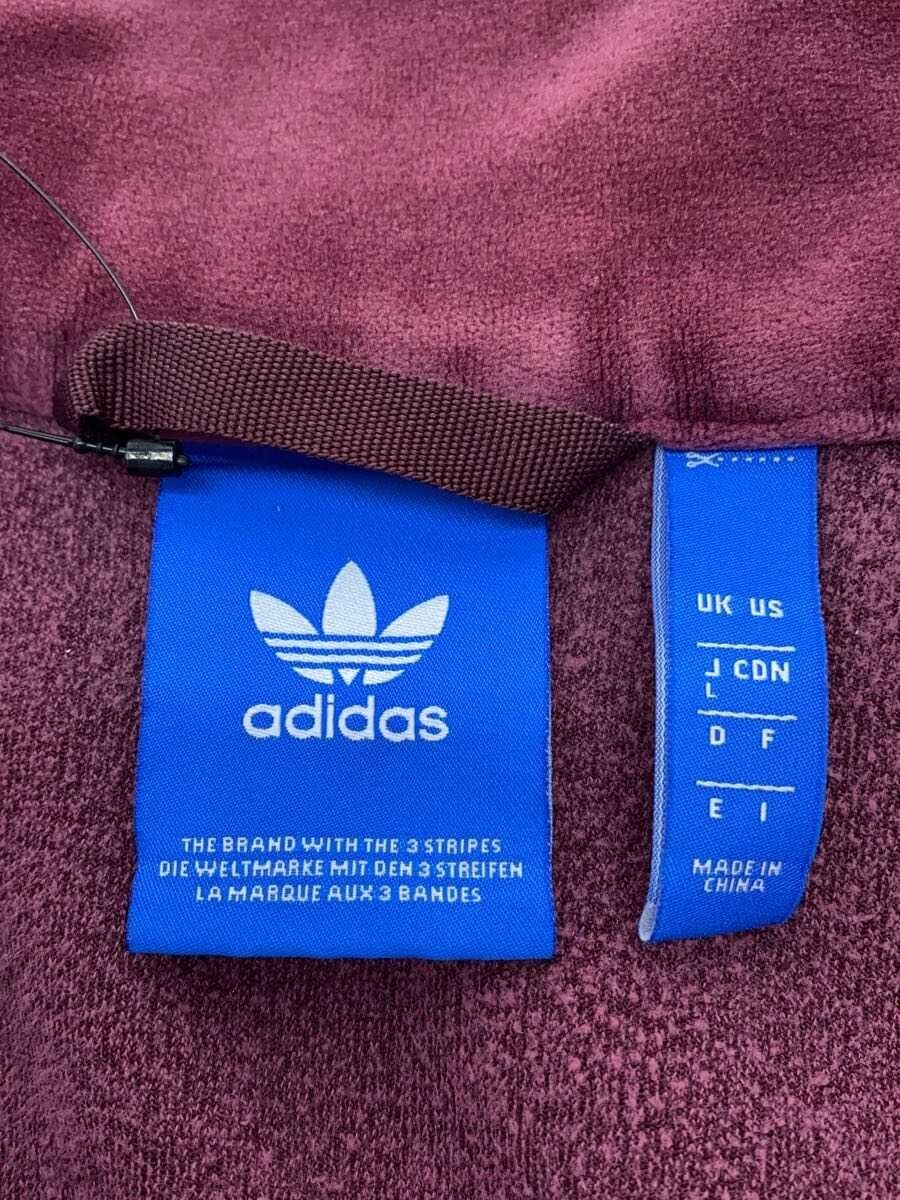 adidas
THE BRAND WITH THE 3 STRIPES
DIE WELTMARKE MIT DEN 3 STREIFEN
LA MARQUE AUX 3 BANDES
UK US
J CDN
L
D F
E I
MADE IN
CHINA